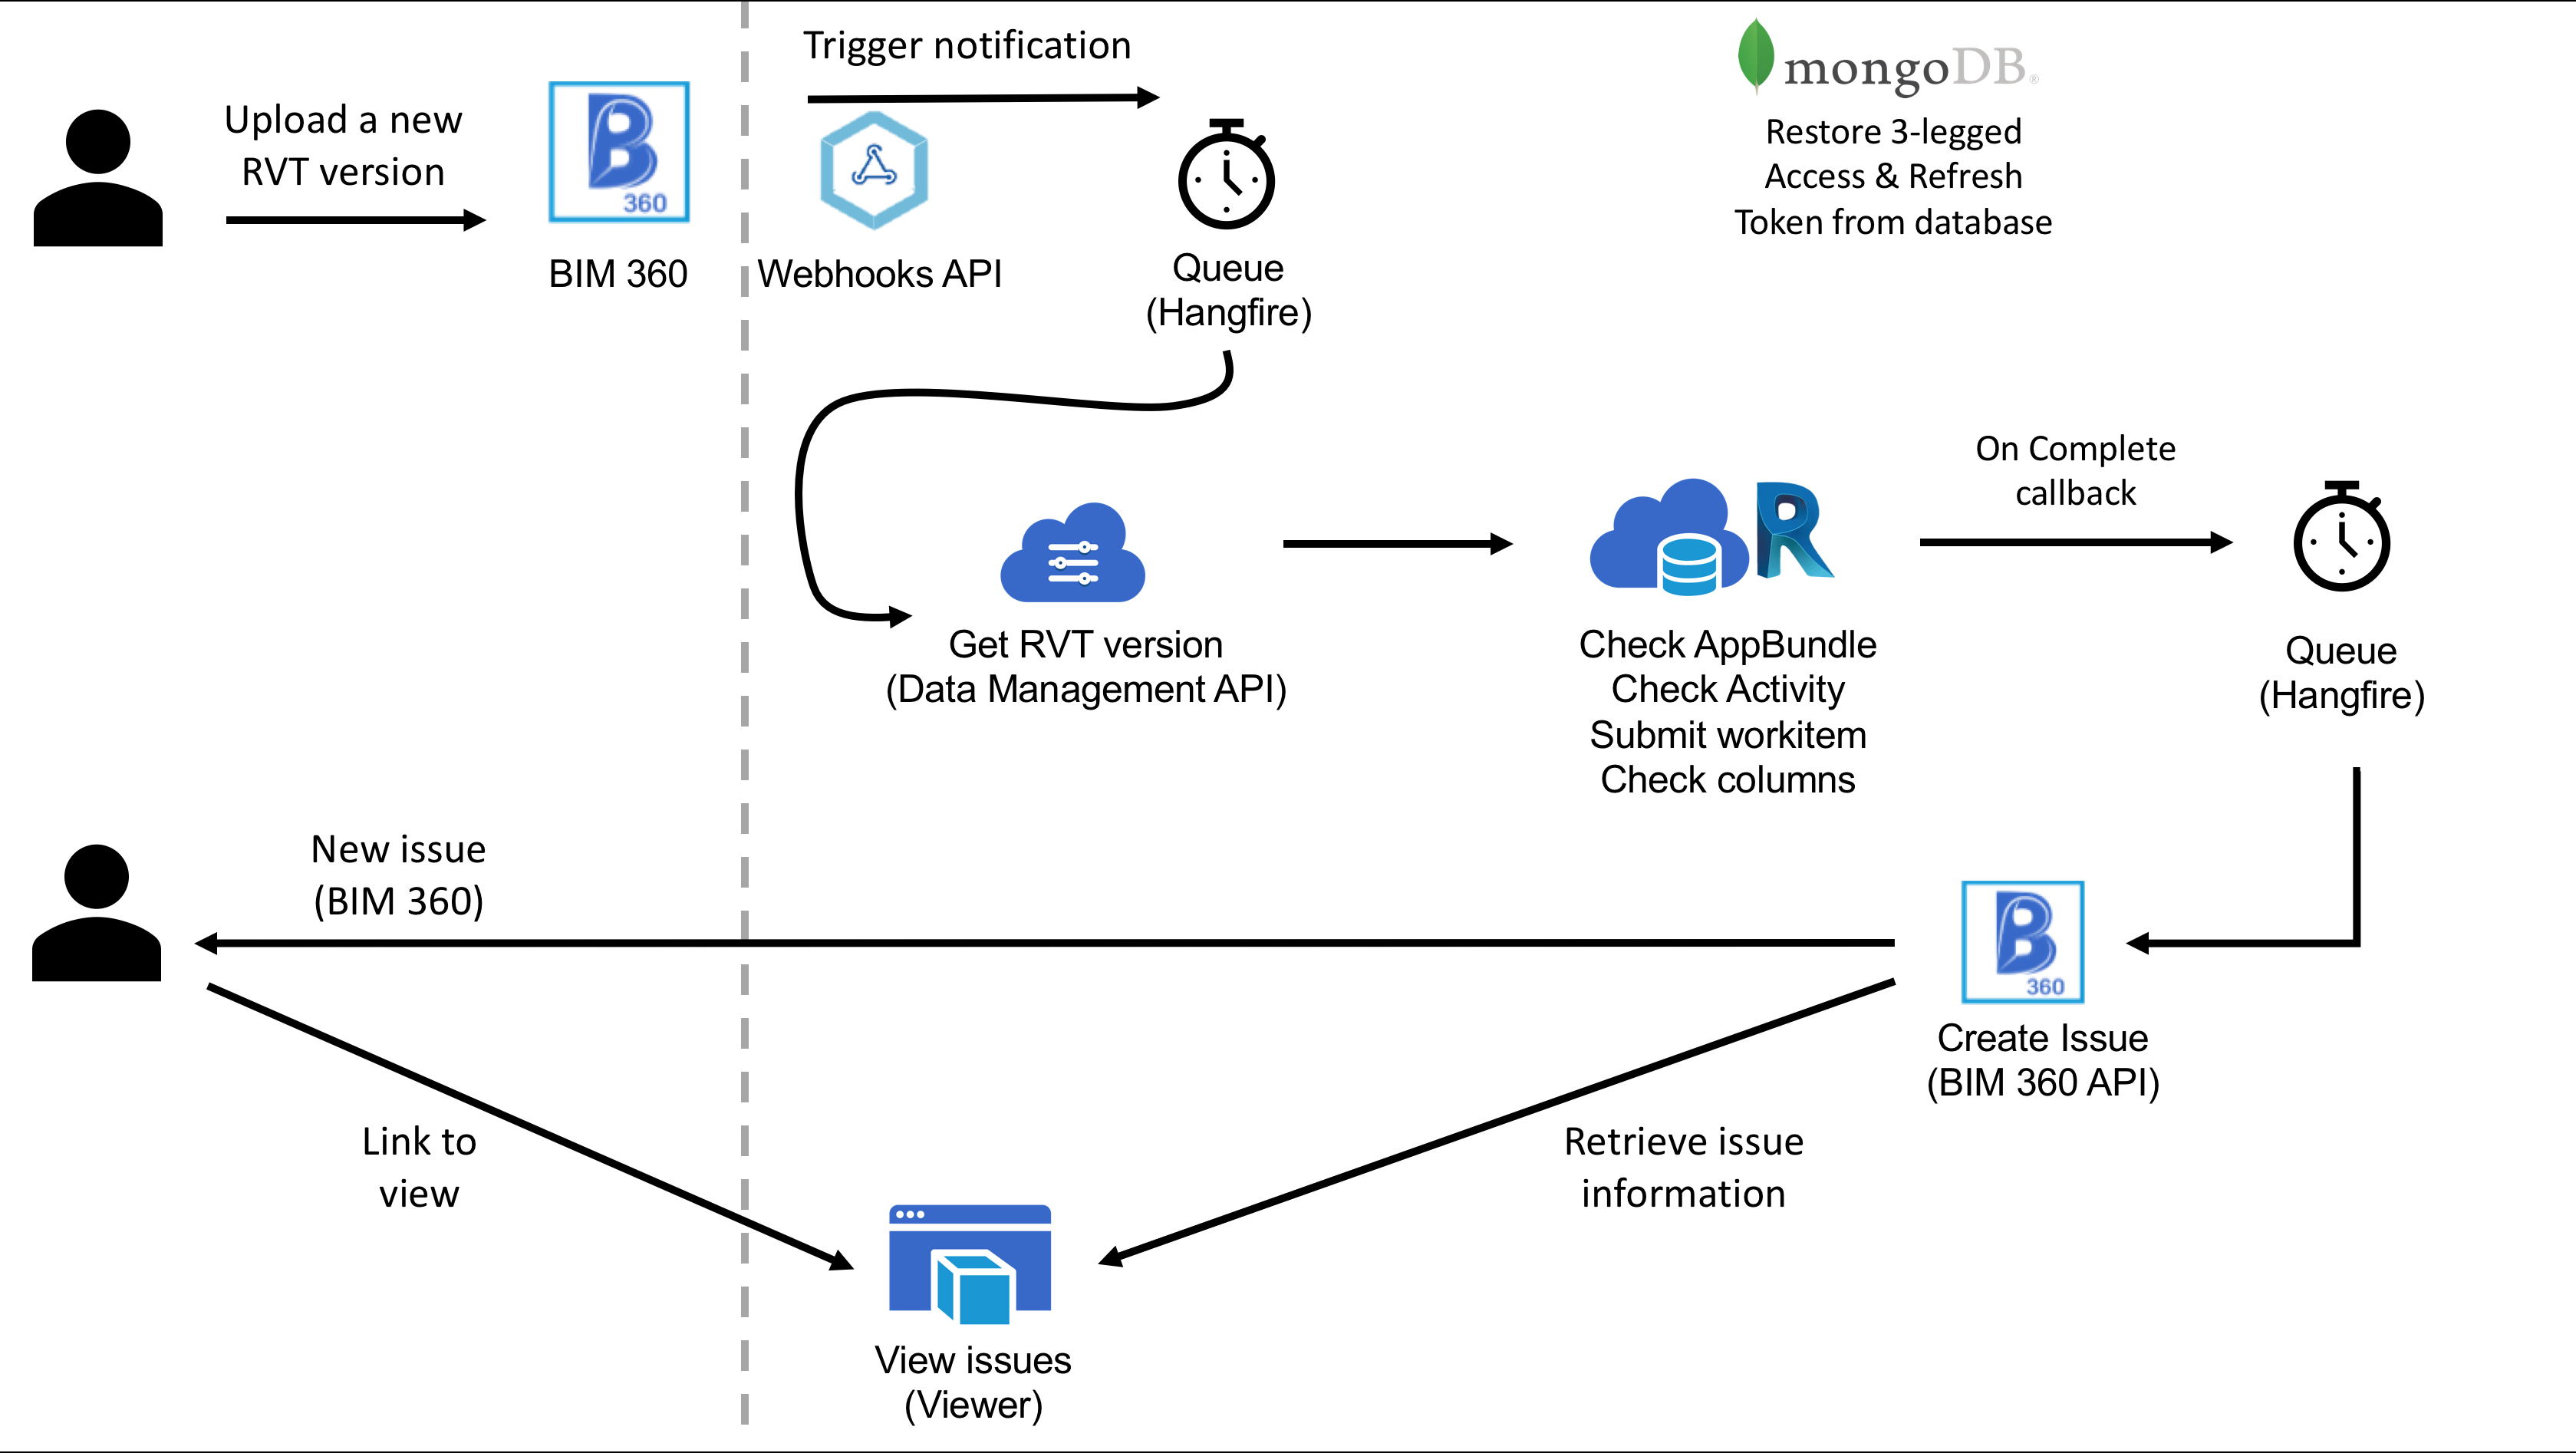 Trigger notification
Upload a new
RVT version
360
BIM 360
Webhooks API
Queue
(Hangfire)
mongoDB®
Restore 3-legged
Access & Refresh
Token from database
Get RVT version
(Data Management API)
R
Check AppBundle
Check Activity
Submit workitem
Check columns
On Complete
callback
Queue
(Hangfire)
New issue
(BIM 360)
B
360
Create Issue
(BIM 360 API)
Link to
view
Retrieve issue
information
View issues
(Viewer)